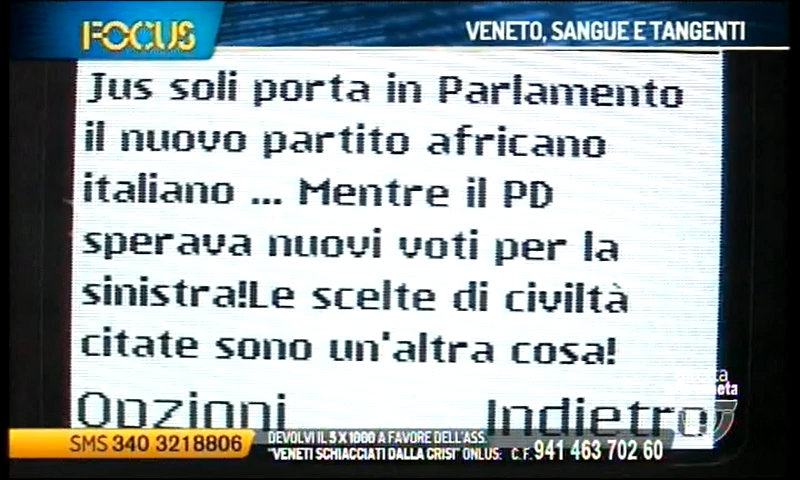 FOCUS
VENETO, SANGUE E TANGENTI
Jus soli porta in Parlamento
il nuovo partito africano
italiano ... Mentre il PD
sperava nuovi voti per la
sinistra!Le scelte di civiltà
citate sono un'altra cosa!
Opzioni Indietro
SMS 340 3218806
DEVOLVI IL 5 X 1000 A FAVORE DELL'ASS.
"VENETI SCHIACCIATI DALLA CRISI" ONLUS: C.F. 941 463 702 60